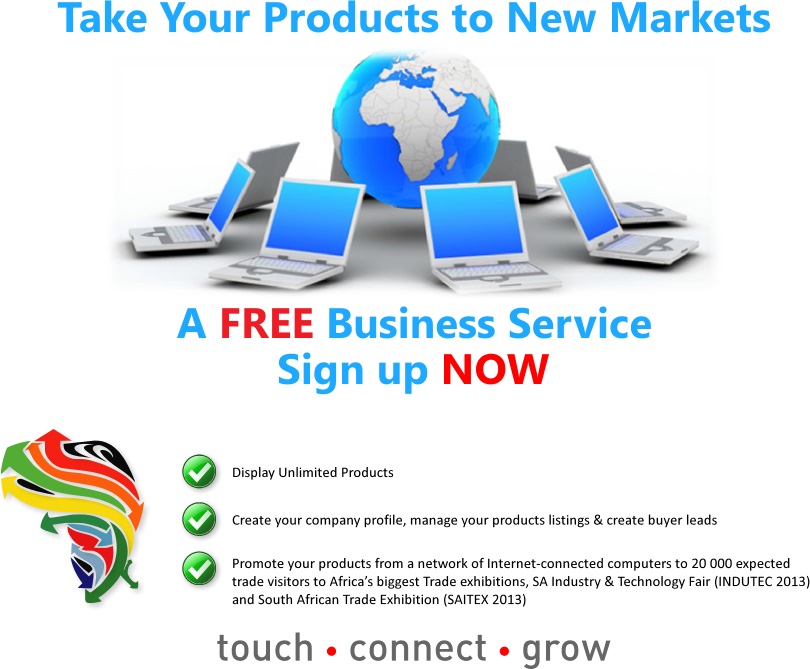 Take Your Products to New Markets
A FREE Business Service
Sign up NOW
Display Unlimited Products
Create your company profile, manage your products listings & create buyer leads
Promote your products from a network of Internet-connected computers to 20 000 expected
trade visitors to Africa’s biggest Trade exhibitions, SA Industry & Technology Fair (INDUTEC 2013)
and South African Trade Exhibition (SAITEX 2013)
touch • connect • grow